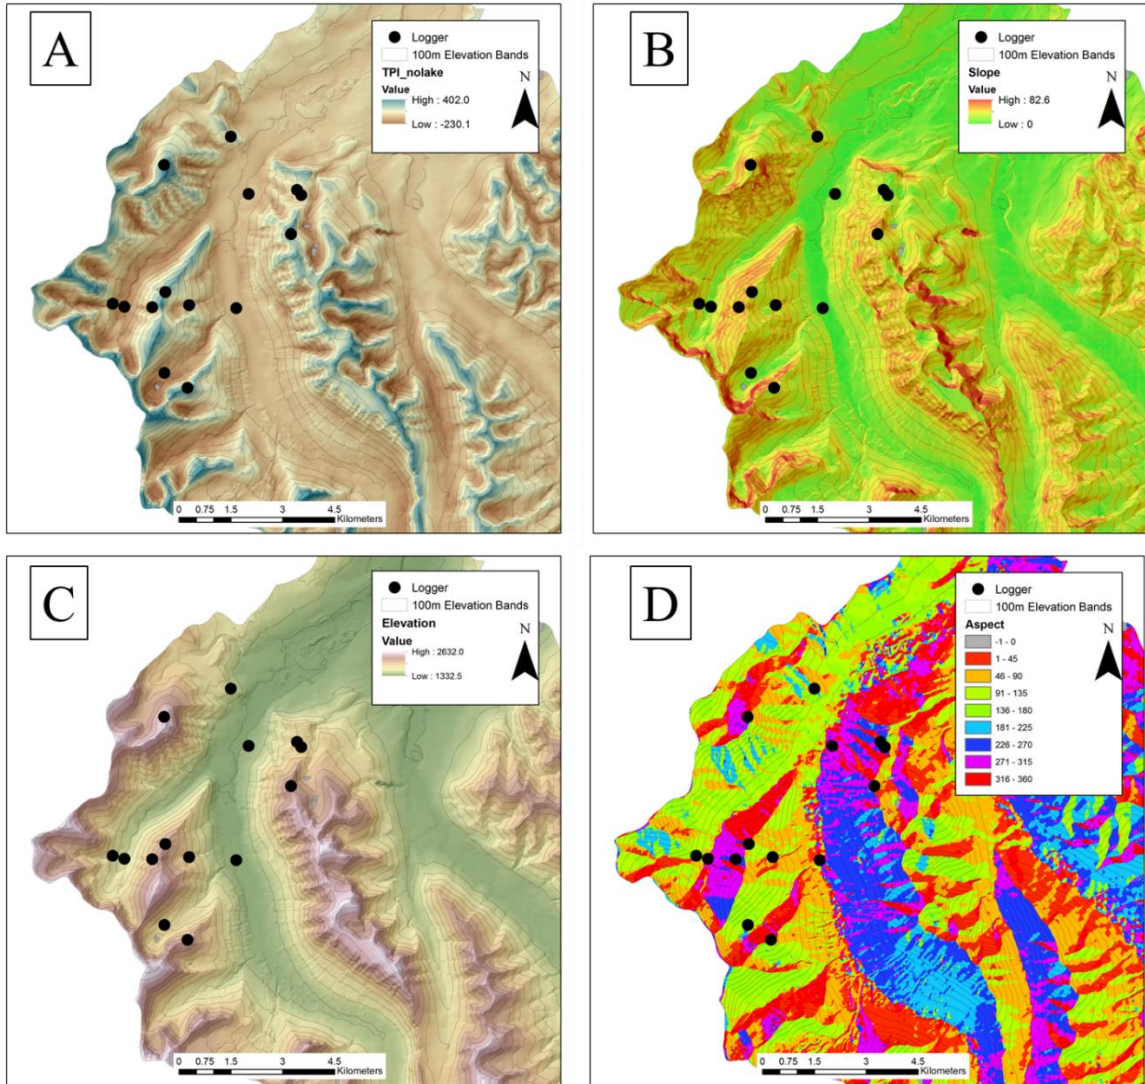 A
Logger
100m Elevation Bands
TPI_nolake
Value
High : 402.0
Low : -230.1
N
0 0.75 1.5 3 4.5
Kilometers
B
Logger
100m Elevation Bands
Slope
Value
High : 82.6
Low : 0
N
0 0.75 1.5 3 4.5
Kilometers
C
Logger
100m Elevation Bands
Elevation
Value
High : 2632.0
Low : 1332.5
N
0 0.75 1.5 3 4.5
Kilometers
D
Logger
100m Elevation Bands
Aspect
-1 - 0
1 - 45
46 - 90
91 - 135
136 - 180
181 - 225
226 - 270
271 - 315
316 - 360
N
0 0.75 1.5 3 4.5
Kilometers